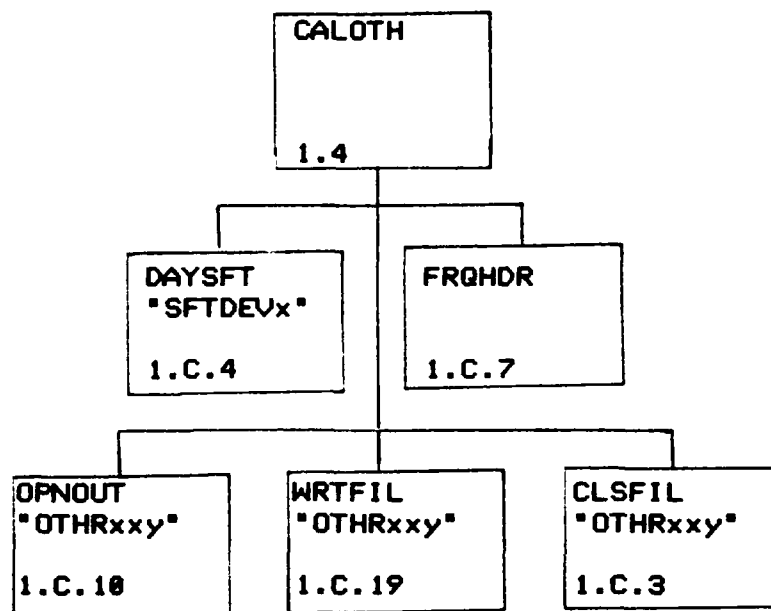 CALOTH
1.4
DAYSFT
"SFTDEVx"
1.C.4
FRQHDR
1.C.7
OPNOUT
"OTHRxxy"
1.C.10
WRTFIL
"OTHRxxy"
1.C.19
CLSFIL
"OTHRxxy"
1.C.3